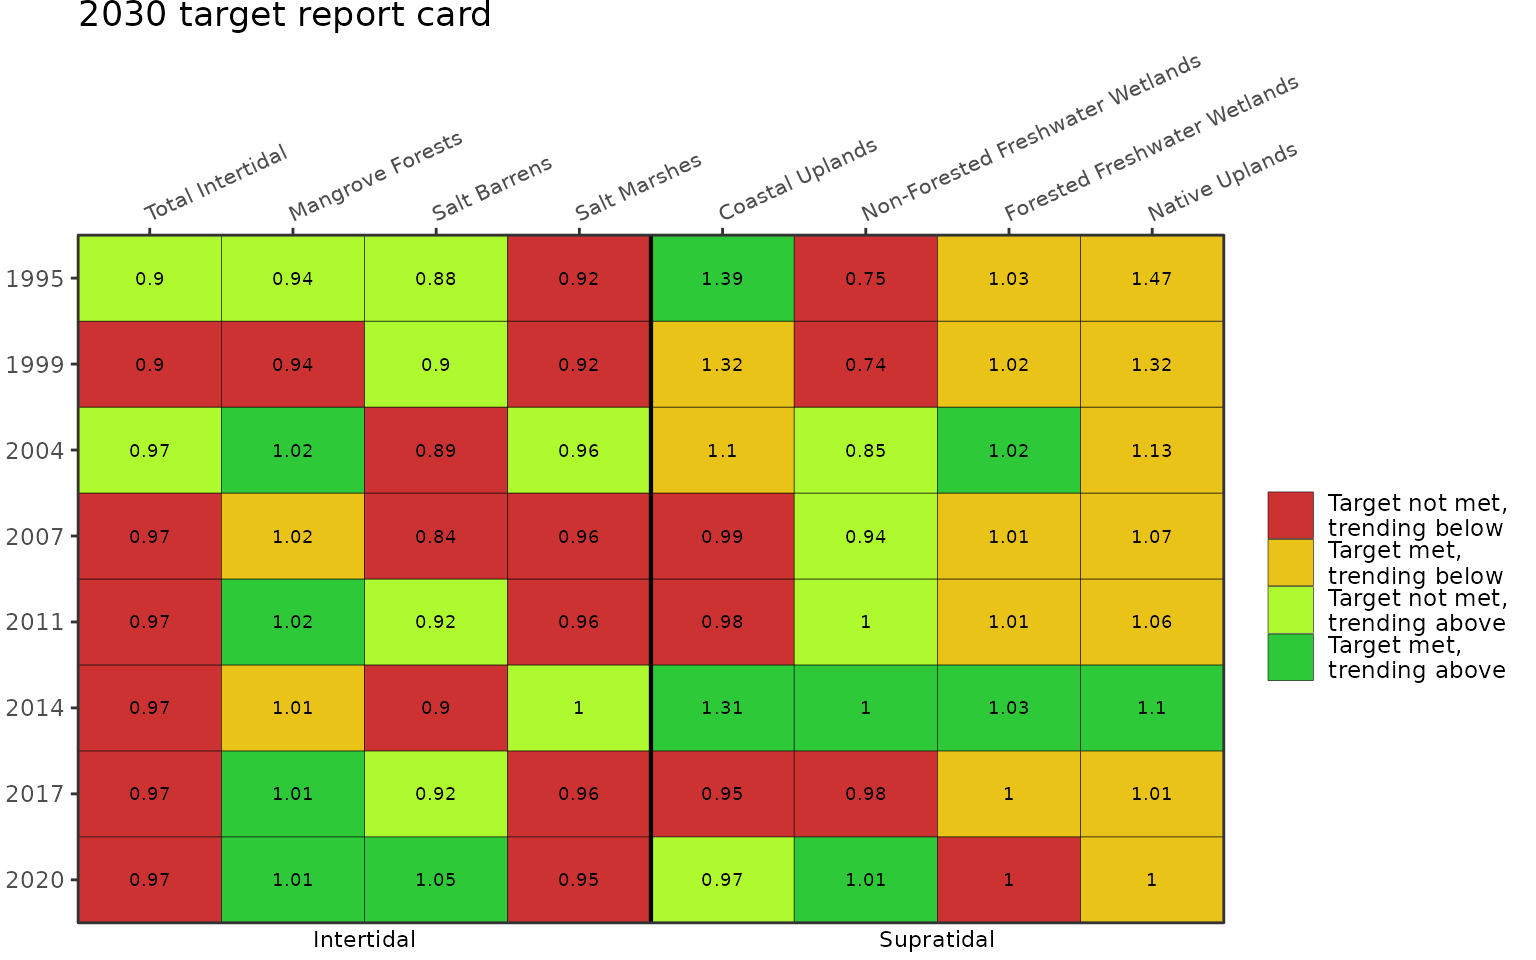 2030 target report card
Total Intertidal
Mangrove Forests
Salt Barrens
Salt Marshes
Coastal Uplands
Non-Forested Freshwater Wetlands
Forested Freshwater Wetlands
Native Uplands
1995 0.9 0.94 0.88 0.92 1.39 0.75 1.03 1.47
1999 0.9 0.94 0.9 0.92 1.32 0.74 1.02 1.32
2004 0.97 1.02 0.89 0.96 1.1 0.85 1.02 1.13
2007 0.97 1.02 0.84 0.96 0.99 0.94 1.01 1.07
2011 0.97 1.02 0.92 0.96 0.98 1 1.01 1.06
2014 0.97 1.01 0.9 1 1.31 1 1.03 1.1
2017 0.97 1.01 0.92 0.96 0.95 0.98 1 1.01
2020 0.97 1.01 1.05 0.95 0.97 1.01 1 1
Intertidal
Supratidal
Target not met,
trending below
Target met,
trending below
Target not met,
trending above
Target met,
trending above